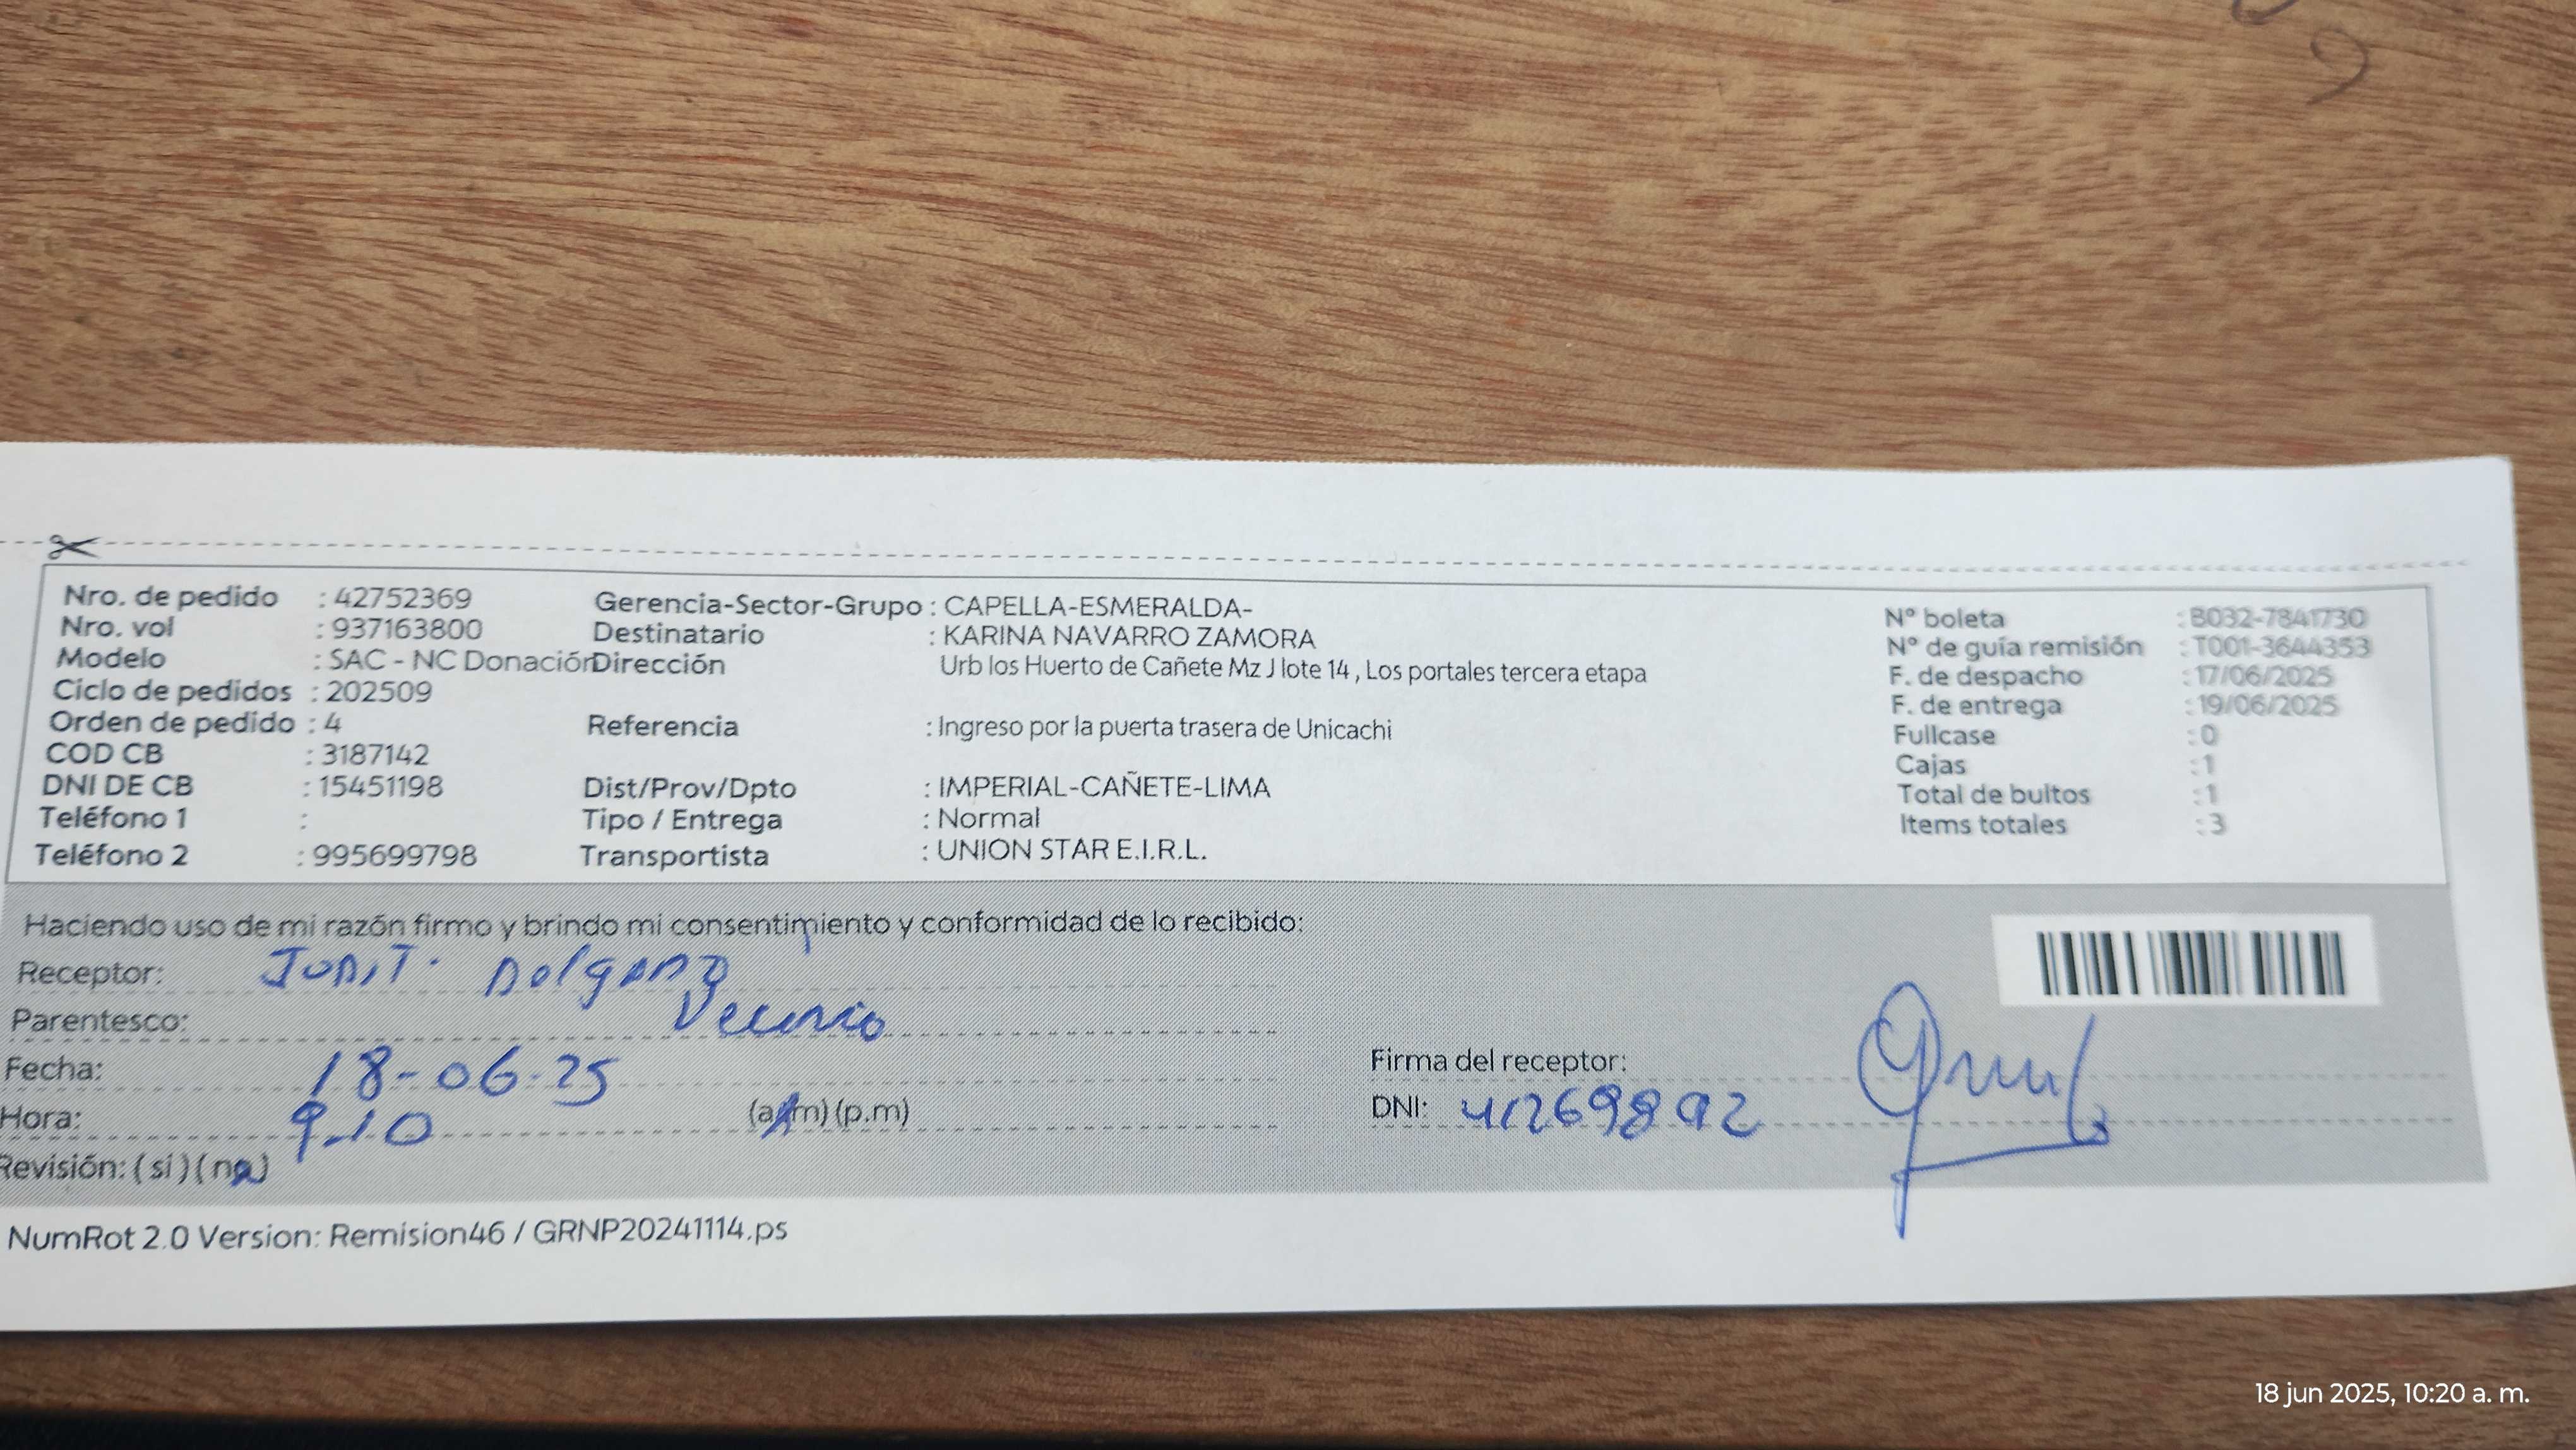 Nro. de pedido : 42752369
Nro. vol : 937163800
Modelo : SAC - NC Donación
Ciclo de pedidos : 202509
Orden de pedido : 4
COD CB : 3187142
DNI DE CB : 15451198
Teléfono 1 :
Teléfono 2 : 995699798
Gerencia-Sector-Grupo : CAPELLA-ESMERALDA-
Destinatario : KARINA NAVARRO ZAMORA
Dirección Urb los Huerto de Cañete Mz J lote 14 , Los portales tercera etapa
Referencia : Ingreso por la puerta trasera de Unicachi
Dist/Prov/Dpto : IMPERIAL-CAÑETE-LIMA
Tipo / Entrega : Normal
Transportista : UNION STAR E.I.R.L.
Nº boleta : B032-7841730
Nº de guía remisión : T001-3644353
F. de despacho : 17/06/2025
F. de entrega : 19/06/2025
Fullcase : 0
Cajas : 1
Total de bultos : 1
Items totales : 3
Haciendo uso de mi razón firmo y brindo mi consentimiento y conformidad de lo recibido:
Receptor:
Parentesco:
Fecha: 18-06-25
Hora: 9-10 (a.m) (p.m)
Revisión: ( si ) ( no )
Firma del receptor:
DNI: 41269892
NumRot 2.0 Version: Remision46 / GRNP20241114.ps
18 jun 2025, 10:20 a. m.